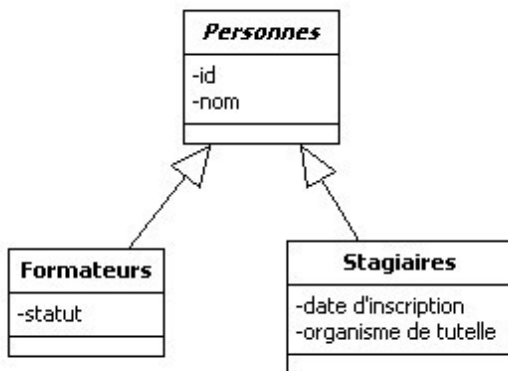 Personnes
-id
-nom
Formateurs
-statut
Stagiaires
-date d'inscription
-organisme de tutelle